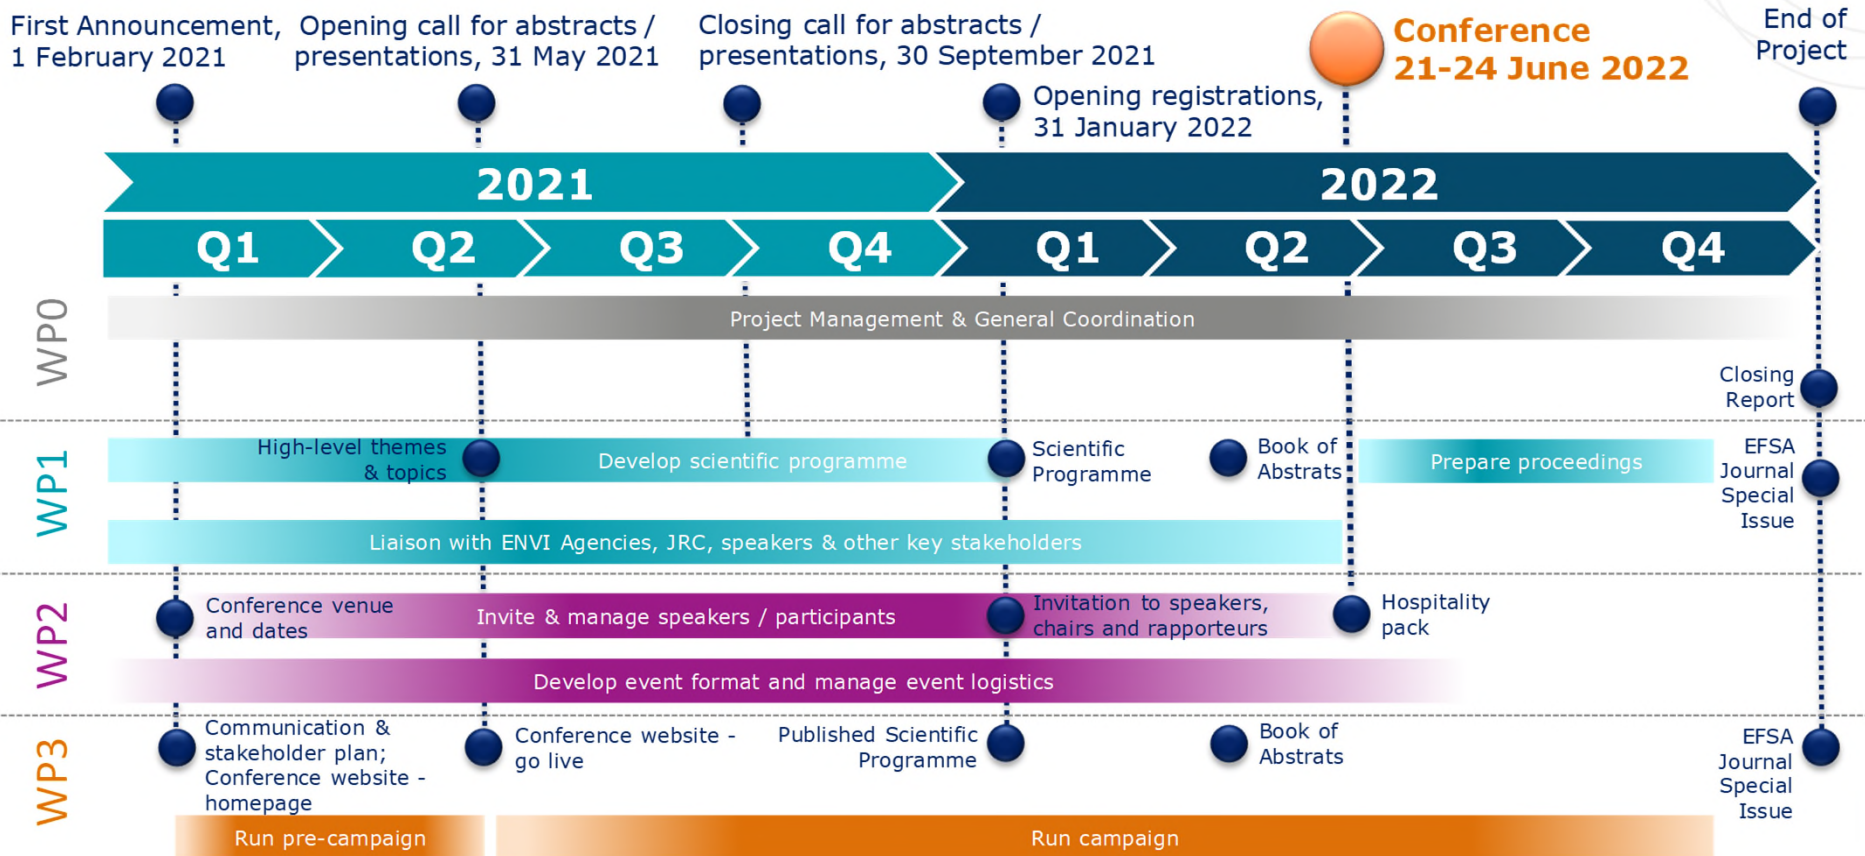 First Announcement,
1 February 2021
Opening call for abstracts /
presentations, 31 May 2021
Closing call for abstracts /
presentations, 30 September 2021
Opening registrations,
31 January 2022
Conference
21-24 June 2022
End of
Project
2021
2022
Q1
Q2
Q3
Q4
Q1
Q2
Q3
Q4
WP0
Project Management & General Coordination
Closing
Report
WP1
High-level themes
& topics
Develop scientific programme
Scientific
Programme
Book of
Abstrats
Prepare proceedings
EFSA
Journal
Special
Issue
Liaison with ENVI Agencies, JRC, speakers & other key stakeholders
WP2
Conference venue
and dates
Invite & manage speakers / participants
Invitation to speakers,
chairs and rapporteurs
Hospitality
pack
Develop event format and manage event logistics
WP3
Communication &
stakeholder plan;
Conference website -
homepage
Conference website -
go live
Published Scientific
Programme
Book of
Abstrats
EFSA
Journal
Special
Issue
Run pre-campaign
Run campaign